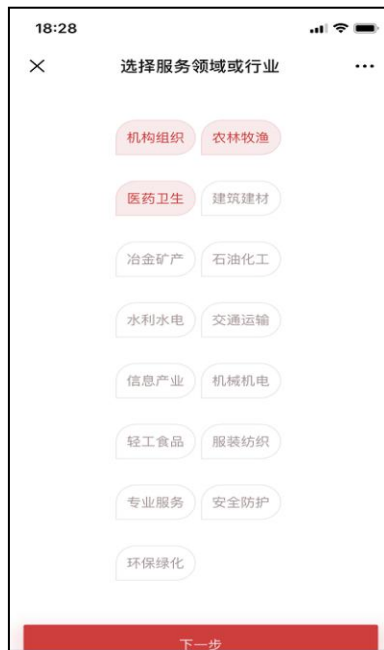 18:28
选择服务领域或行业
机构组织 农林牧渔
医药卫生 建筑建材
冶金矿产 石油化工
水利水电 交通运输
信息产业 机械机电
轻工食品 服装纺织
专业服务 安全防护
环保绿化
下一步